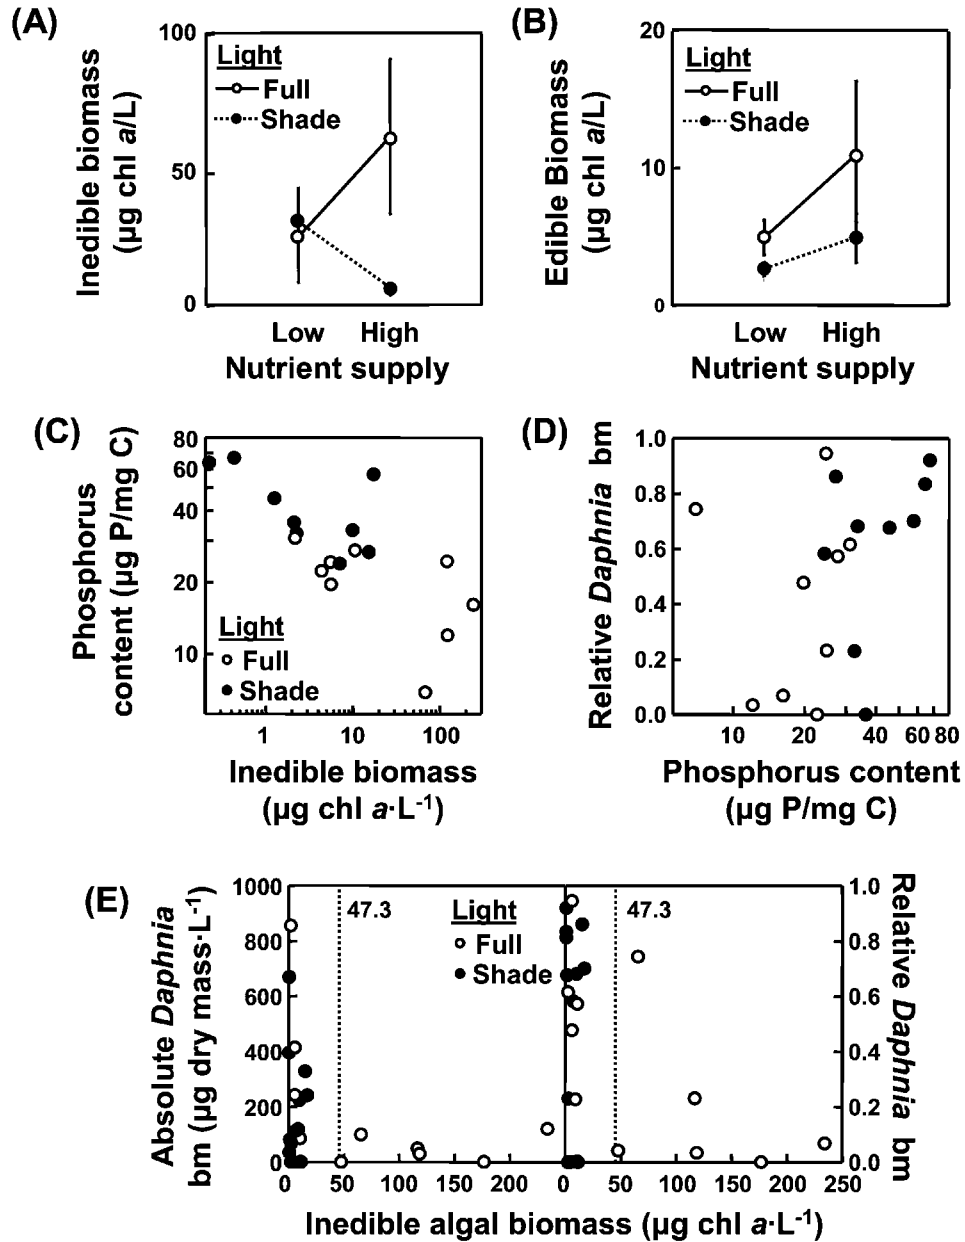 (A)
Inedible biomass
(µg chl a/L)
100
50
0
Light
Full
Shade
Low High
Nutrient supply
(B)
Edible Biomass
(µg chl a/L)
20
10
0
Light
Full
Shade
Low High
Nutrient supply
(C)
Phosphorus
content (µg P/mg C)
80
60
40
20
10
Light
Full
Shade
1 10 100
Inedible biomass
(µg chl a·L-1)
(D)
Relative Daphnia bm
1.0
0.8
0.6
0.4
0.2
0.0
10 20 40 60 80
Phosphorus content
(µg P/mg C)
(E)
Absolute Daphnia
bm (µg dry mass·L-1)
1000
800
600
400
200
0
47.3
Light
Full
Shade
47.3
1.0
0.8
0.6
0.4
0.2
0.0
Relative Daphnia bm
0 50 100 150 200 0 50 100 150 200 250
Inedible algal biomass (µg chl a·L-1)